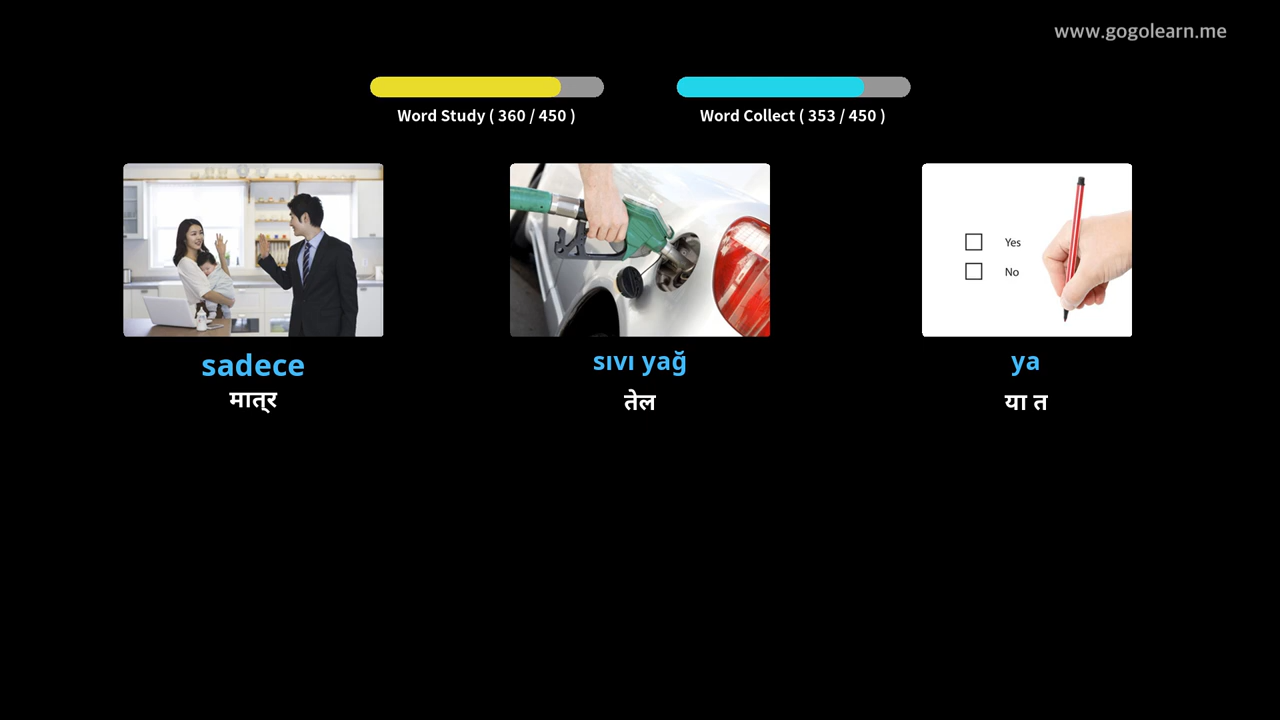 www.gogolearn.me
Word Study ( 360 / 450 )
Word Collect ( 353 / 450 )
Yes
No
sadece
sıvı yağ
ya
मात्र
तेल
या त